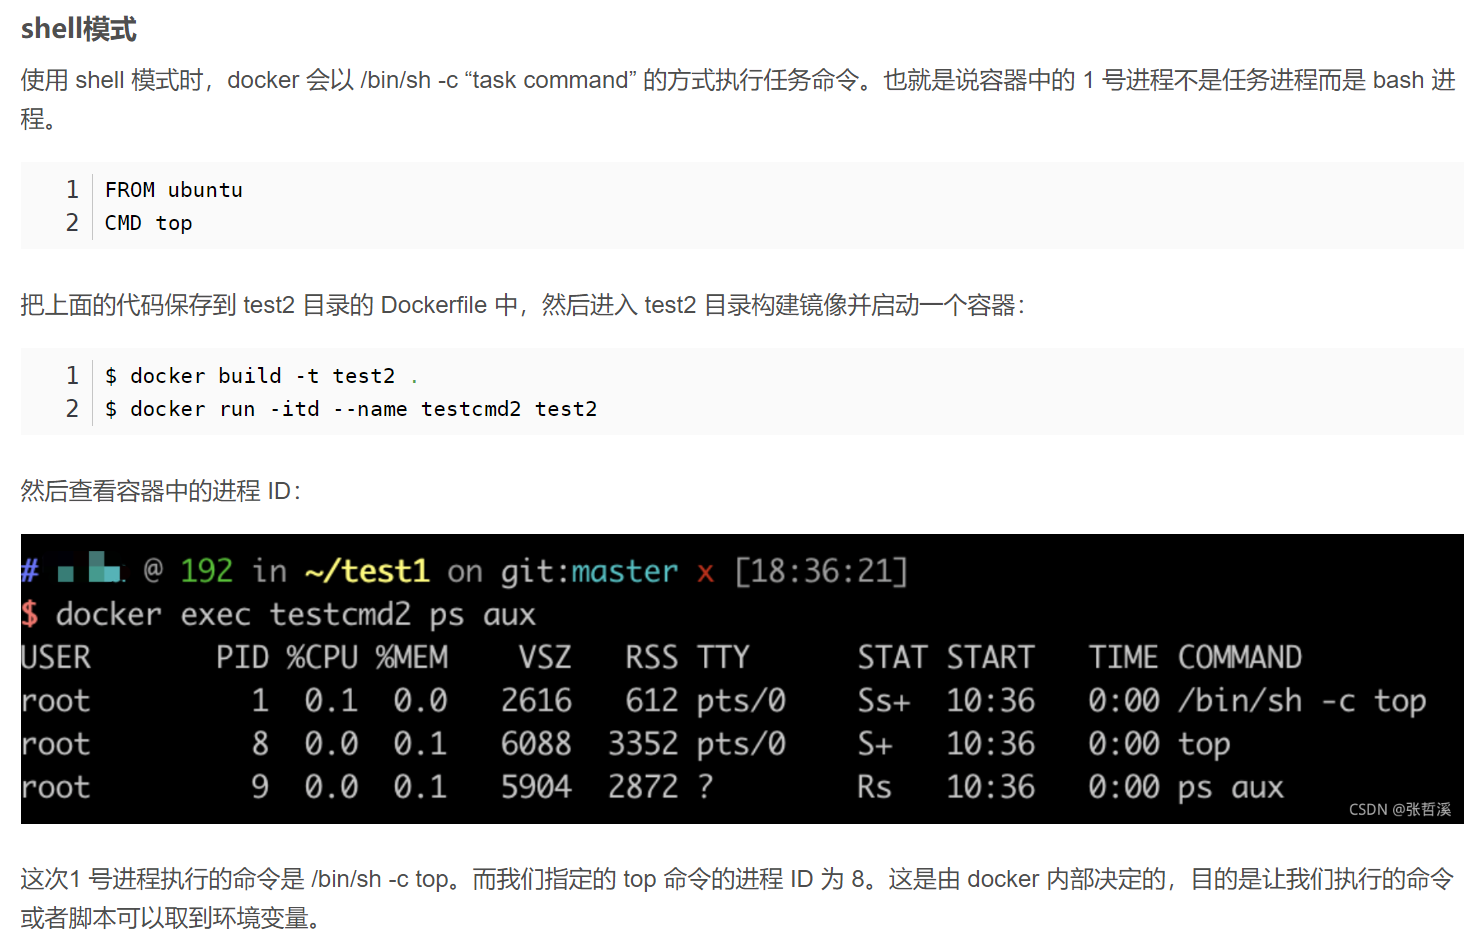 shell模式
使用 shell 模式时，docker 会以 /bin/sh -c “task command” 的方式执行任务命令。也就是说容器中的 1 号进程不是任务进程而是 bash 进
程。
1 FROM ubuntu
2 CMD top
把上面的代码保存到 test2 目录的 Dockerfile 中，然后进入 test2 目录构建镜像并启动一个容器：
1 $ docker build -t test2 .
2 $ docker run -itd --name testcmd2 test2
然后查看容器中的进程 ID：
# @ 192 in ~/test1 on git:master x [18:36:21]
$ docker exec testcmd2 ps aux
USER PID %CPU %MEM VSZ RSS TTY STAT START TIME COMMAND
root 1 0.1 0.0 2616 612 pts/0 Ss+ 10:36 0:00 /bin/sh -c top
root 8 0.0 0.1 6088 3352 pts/0 S+ 10:36 0:00 top
root 9 0.0 0.1 5904 2872 ? Rs 10:36 0:00 ps aux
CSDN @张哲溪
这次1 号进程执行的命令是 /bin/sh -c top。而我们指定的 top 命令的进程 ID 为 8。这是由 docker 内部决定的，目的是让我们执行的命令
或者脚本可以取到环境变量。